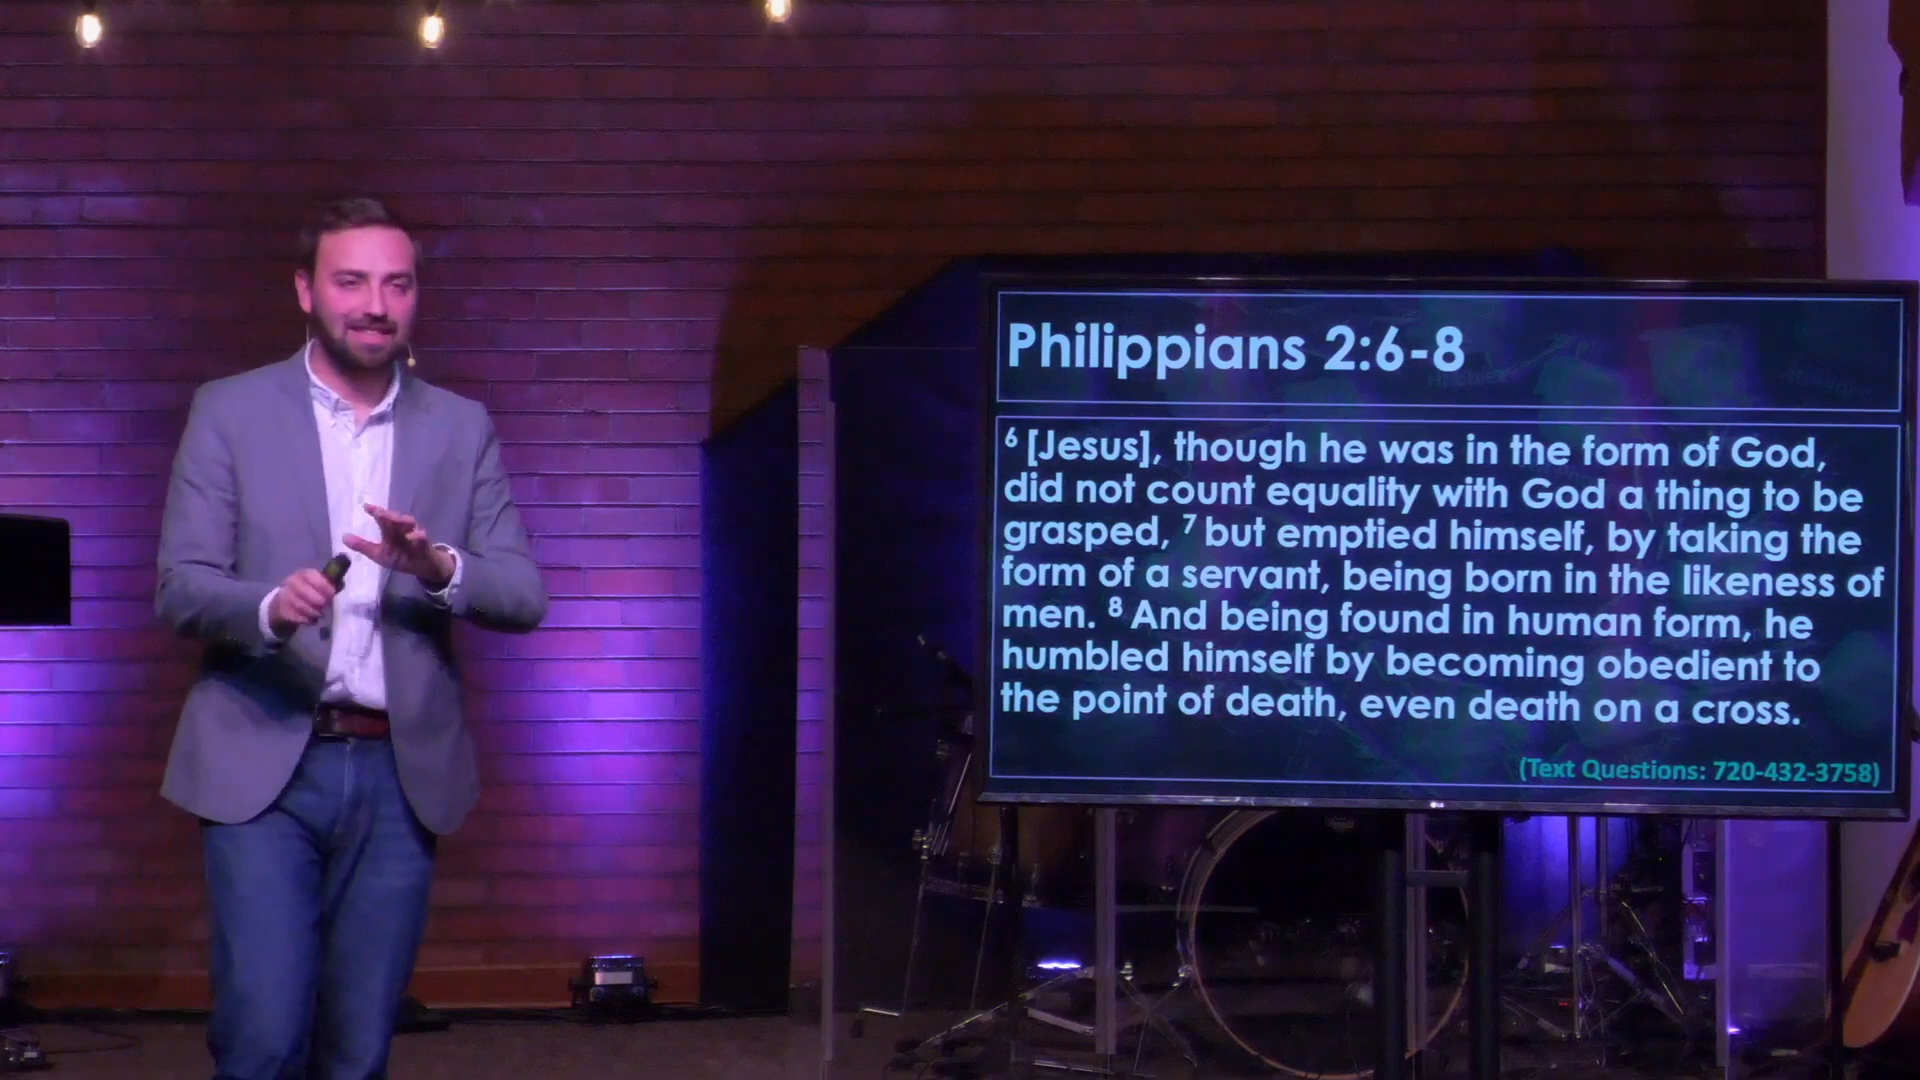 Philippians 2:6-8
6 [Jesus], though he was in the form of God,
did not count equality with God a thing to be
grasped, 7 but emptied himself, by taking the
form of a servant, being born in the likeness of
men. 8 And being found in human form, he
humbled himself by becoming obedient to
the point of death, even death on a cross.
(Text Questions: 720-432-3758)
LG